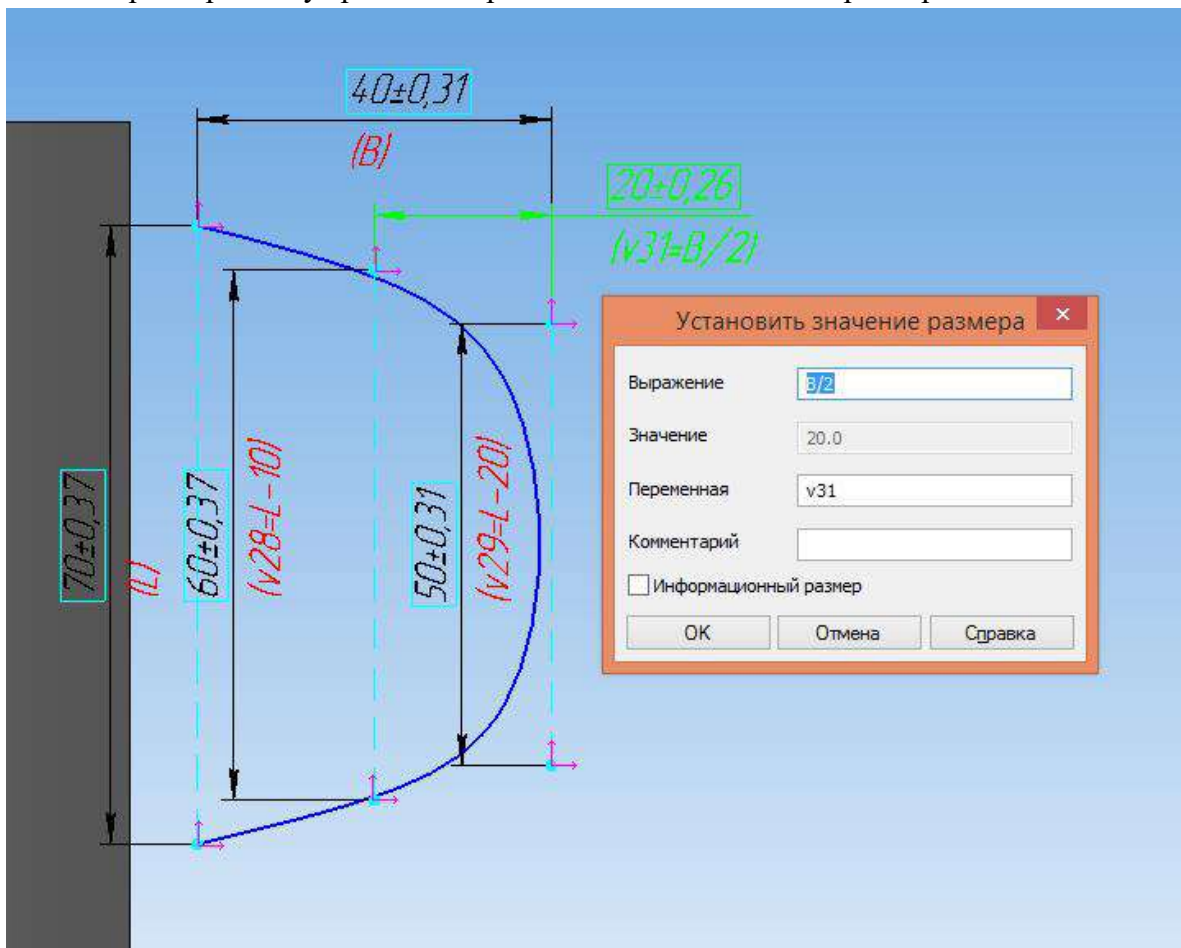 40±0,31
(B)
20±0,26
(v31=B/2)
70±0,37
(L)
60±0,37
(v28=L-10)
50±0,31
(v29=L-20)
Установить значение размера
Выражение
B/2
Значение
20.0
Переменная
v31
Комментарий
Информационный размер
OK
Отмена
Справка